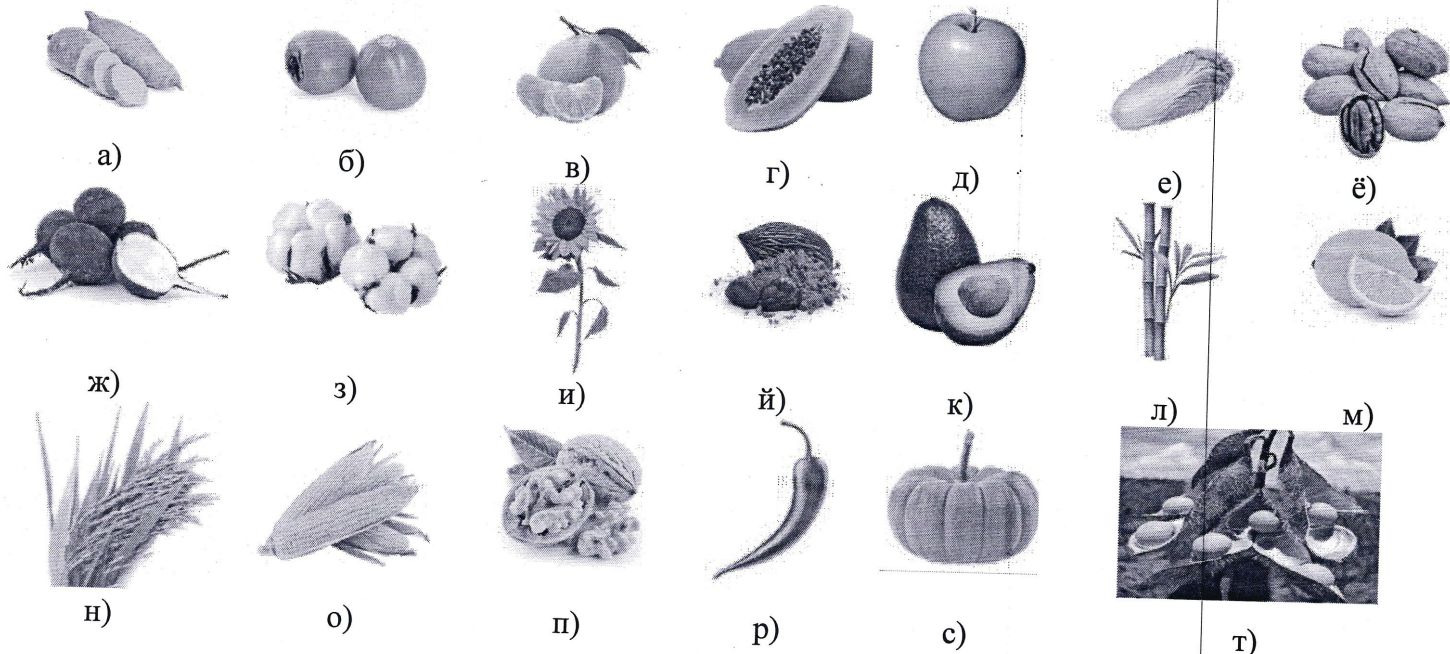 а) б) в) г) д) е) ё)
ж) з) и) й) к) л) м)
н) о) п) р) с) т)